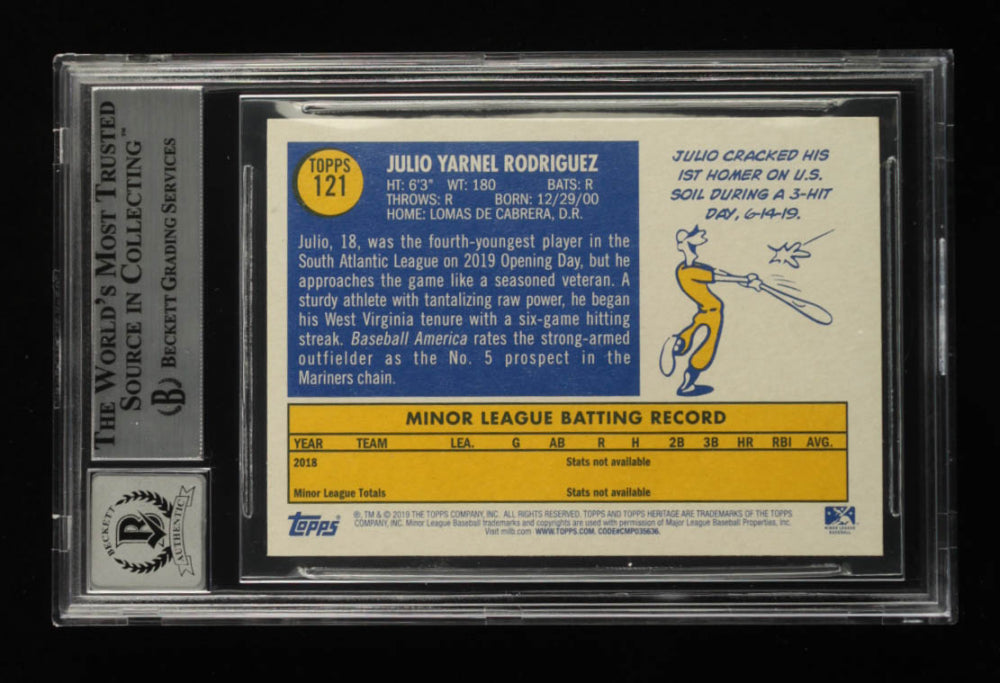 THE WORLD'S MOST TRUSTED
SOURCE IN COLLECTING™
B BECKETT GRADING SERVICES
BECKETT
B
AUTHENTIC
TOPPS
121
JULIO YARNEL RODRIGUEZ
HT: 6'3" WT: 180 BATS: R
THROWS: R BORN: 12/29/00
HOME: LOMAS DE CABRERA, D.R.
Julio, 18, was the fourth-youngest player in the
South Atlantic League on 2019 Opening Day, but he
approaches the game like a seasoned veteran. A
sturdy athlete with tantalizing raw power, he began
his West Virginia tenure with a six-game hitting
streak. Baseball America rates the strong-armed
outfielder as the No. 5 prospect in the
Mariners chain.
JULIO CRACKED HIS
1ST HOMER ON U.S.
SOIL DURING A 3-HIT
DAY, 6-14-19.
MINOR LEAGUE BATTING RECORD
YEAR TEAM LEA. G AB R H 2B 3B HR RBI AVG.
2018 Stats not available
Minor League Totals Stats not available
Topps
®, TM & © 2019 THE TOPPS COMPANY, INC. ALL RIGHTS RESERVED. TOPPS AND TOPPS HERITAGE ARE TRADEMARKS OF THE TOPPS
COMPANY, INC. Minor League Baseball trademarks and copyrights are used with permission of Major League Baseball Properties, Inc.
Visit milb.com WWW.TOPPS.COM. CODE#CMP035636.
MINOR LEAGUE
BASEBALL